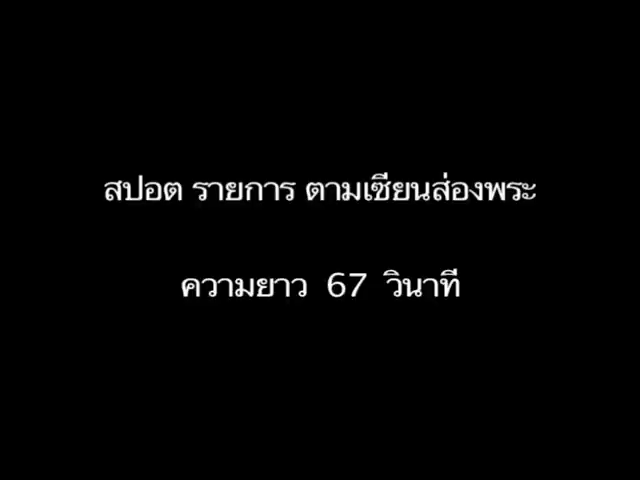 สปอต รายการ ตามเซียนส่องพระ
ความยาว 67 วินาที